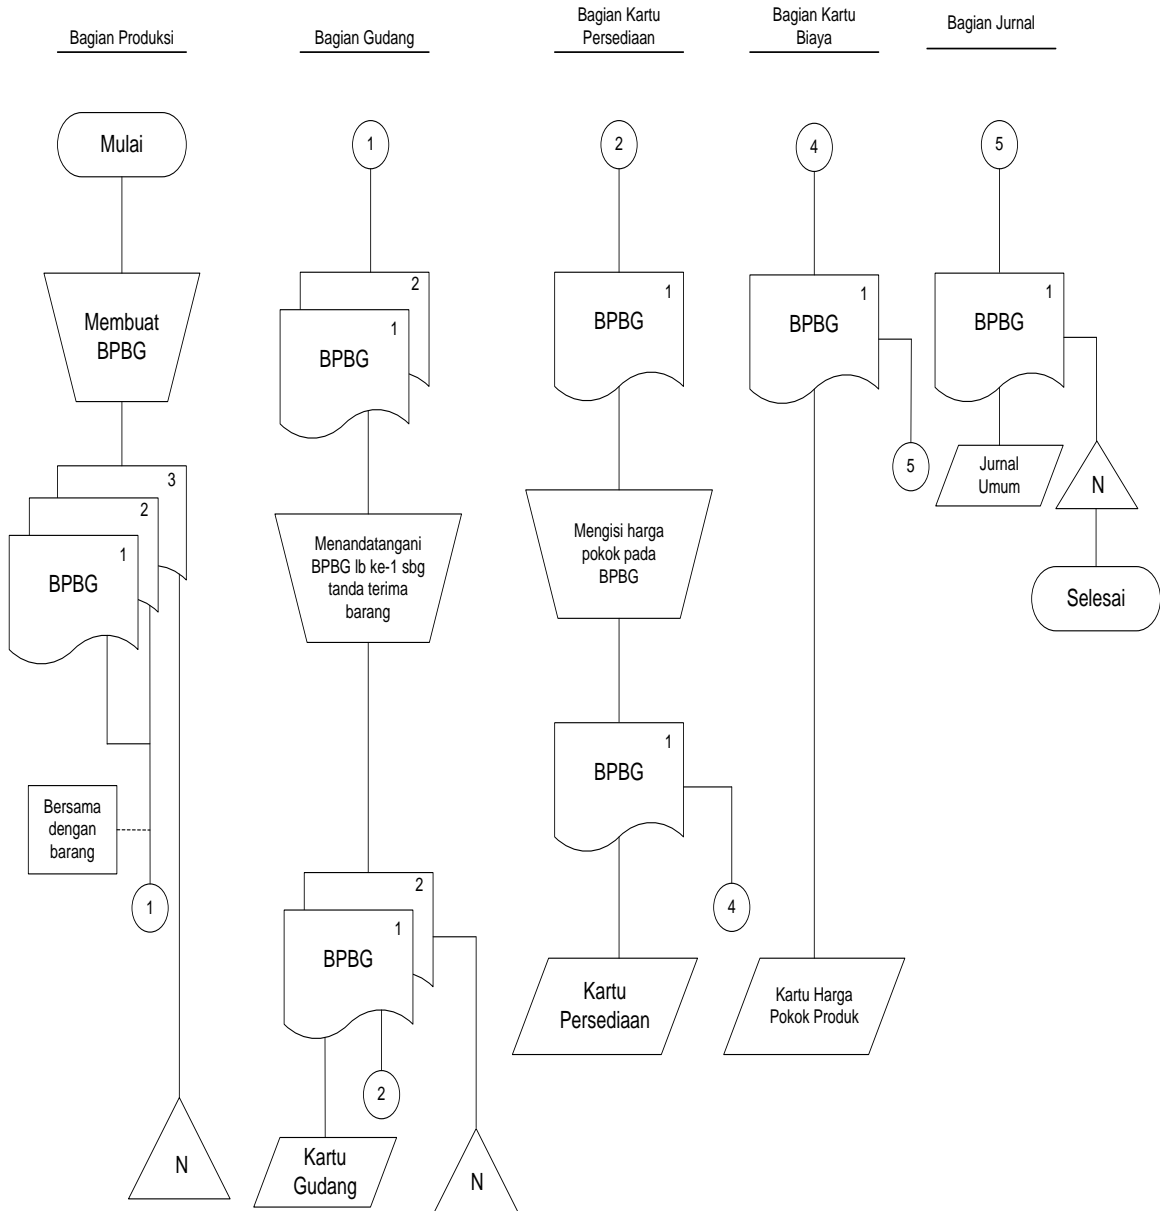 Bagian Produksi
Bagian Gudang
Bagian Kartu
Persediaan
Bagian Kartu
Biaya
Bagian Jurnal
Mulai
Membuat
BPBG
3
2
1
BPBG
Bersama
dengan
barang
1
N
1
2
1
BPBG
Menandatangani
BPBG lb ke-1 sbg
tanda terima
barang
2
1
BPBG
2
Kartu
Gudang
N
2
1
BPBG
Mengisi harga
pokok pada
BPBG
1
BPBG
4
Kartu
Persediaan
4
1
BPBG
5
Kartu Harga
Pokok Produk
5
1
BPBG
Jurnal
Umum
N
Selesai